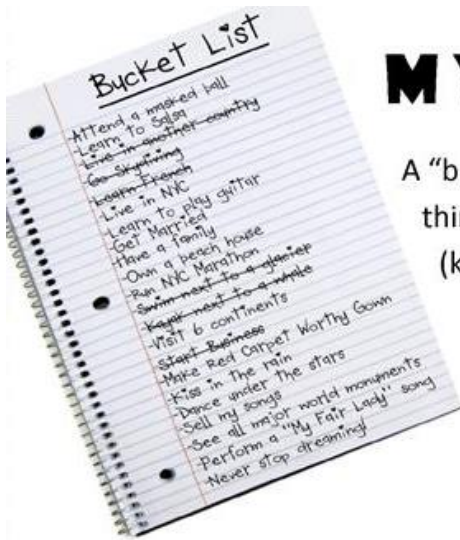 Bucket List
-Attend a masked ball
-Learn to Salsa
-Live in another country
-Go Skydiving
-Learn French
-Live in NYC
-Learn to play guitar
-Get Married
-Have a family
-Own a beach house
-Run NYC Marathon
-Swim next to a glacier
-Kayak next to a whale
-Visit 6 continents
-Start Business
-Make Red Carpet Worthy Gown
-Kiss in the rain
-Dance under the stars
-Sell my songs
-See all major world monuments
-Perform a "My Fair Lady" song
-Never stop dreaming!
MY
A "b
thin
(k